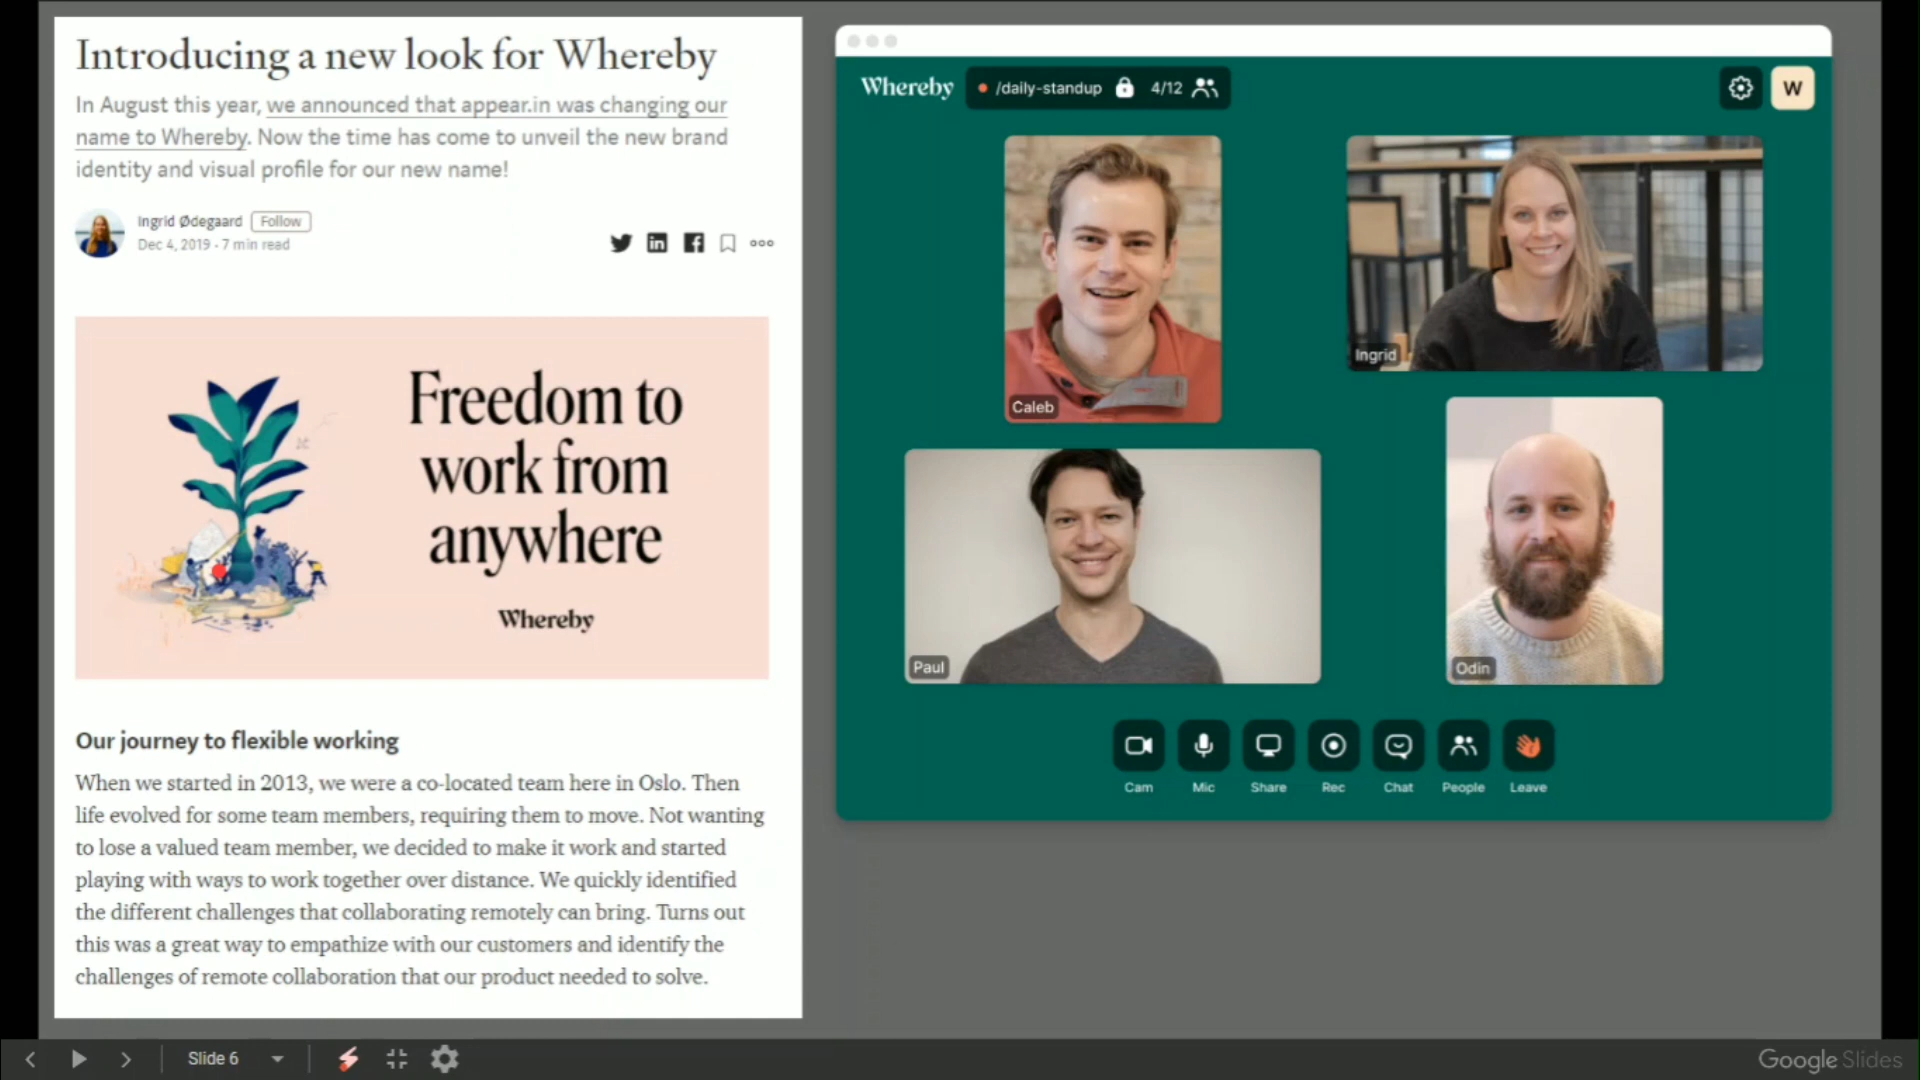 Introducing a new look for Whereby
In August this year, we announced that appear.in was changing our
name to Whereby. Now the time has come to unveil the new brand
identity and visual profile for our new name!
Ingrid Ødegaard Follow
Dec 4, 2019 · 7 min read
Freedom to
work from
anywhere
Whereby
Our journey to flexible working
When we started in 2013, we were a co-located team here in Oslo. Then
life evolved for some team members, requiring them to move. Not wanting
to lose a valued team member, we decided to make it work and started
playing with ways to work together over distance. We quickly identified
the different challenges that collaborating remotely can bring. Turns out
this was a great way to empathize with our customers and identify the
challenges of remote collaboration that our product needed to solve.
Whereby /daily-standup 4/12 W
Caleb
Ingrid
Paul
Odin
Cam Mic Share Rec Chat People Leave
Slide 6
Google Slides